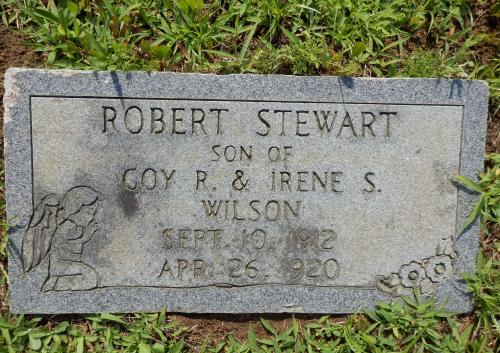 ROBERT STEWART
SON OF
COY R. & IRENE S.
WILSON
SEPT. 10, 1912
APR. 26, 1920